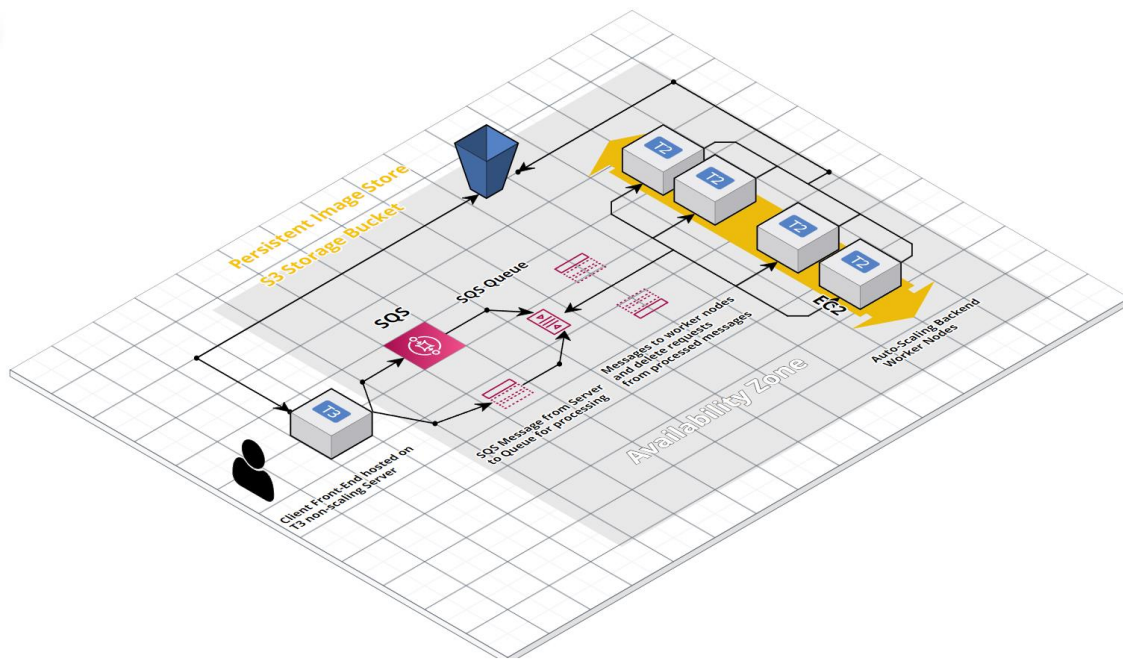 Persistent Image Store
S3 Storage Bucket
SQS
SQS Queue
T2
T2
T2
T2
EC2
Auto-Scaling Backend
Worker Nodes
Messages to worker nodes
and delete requests
from processed messages
SQS Message from Server
to Queue for processing
Availability Zone
T3
Client Front-End hosted on
T3 non-scaling Server